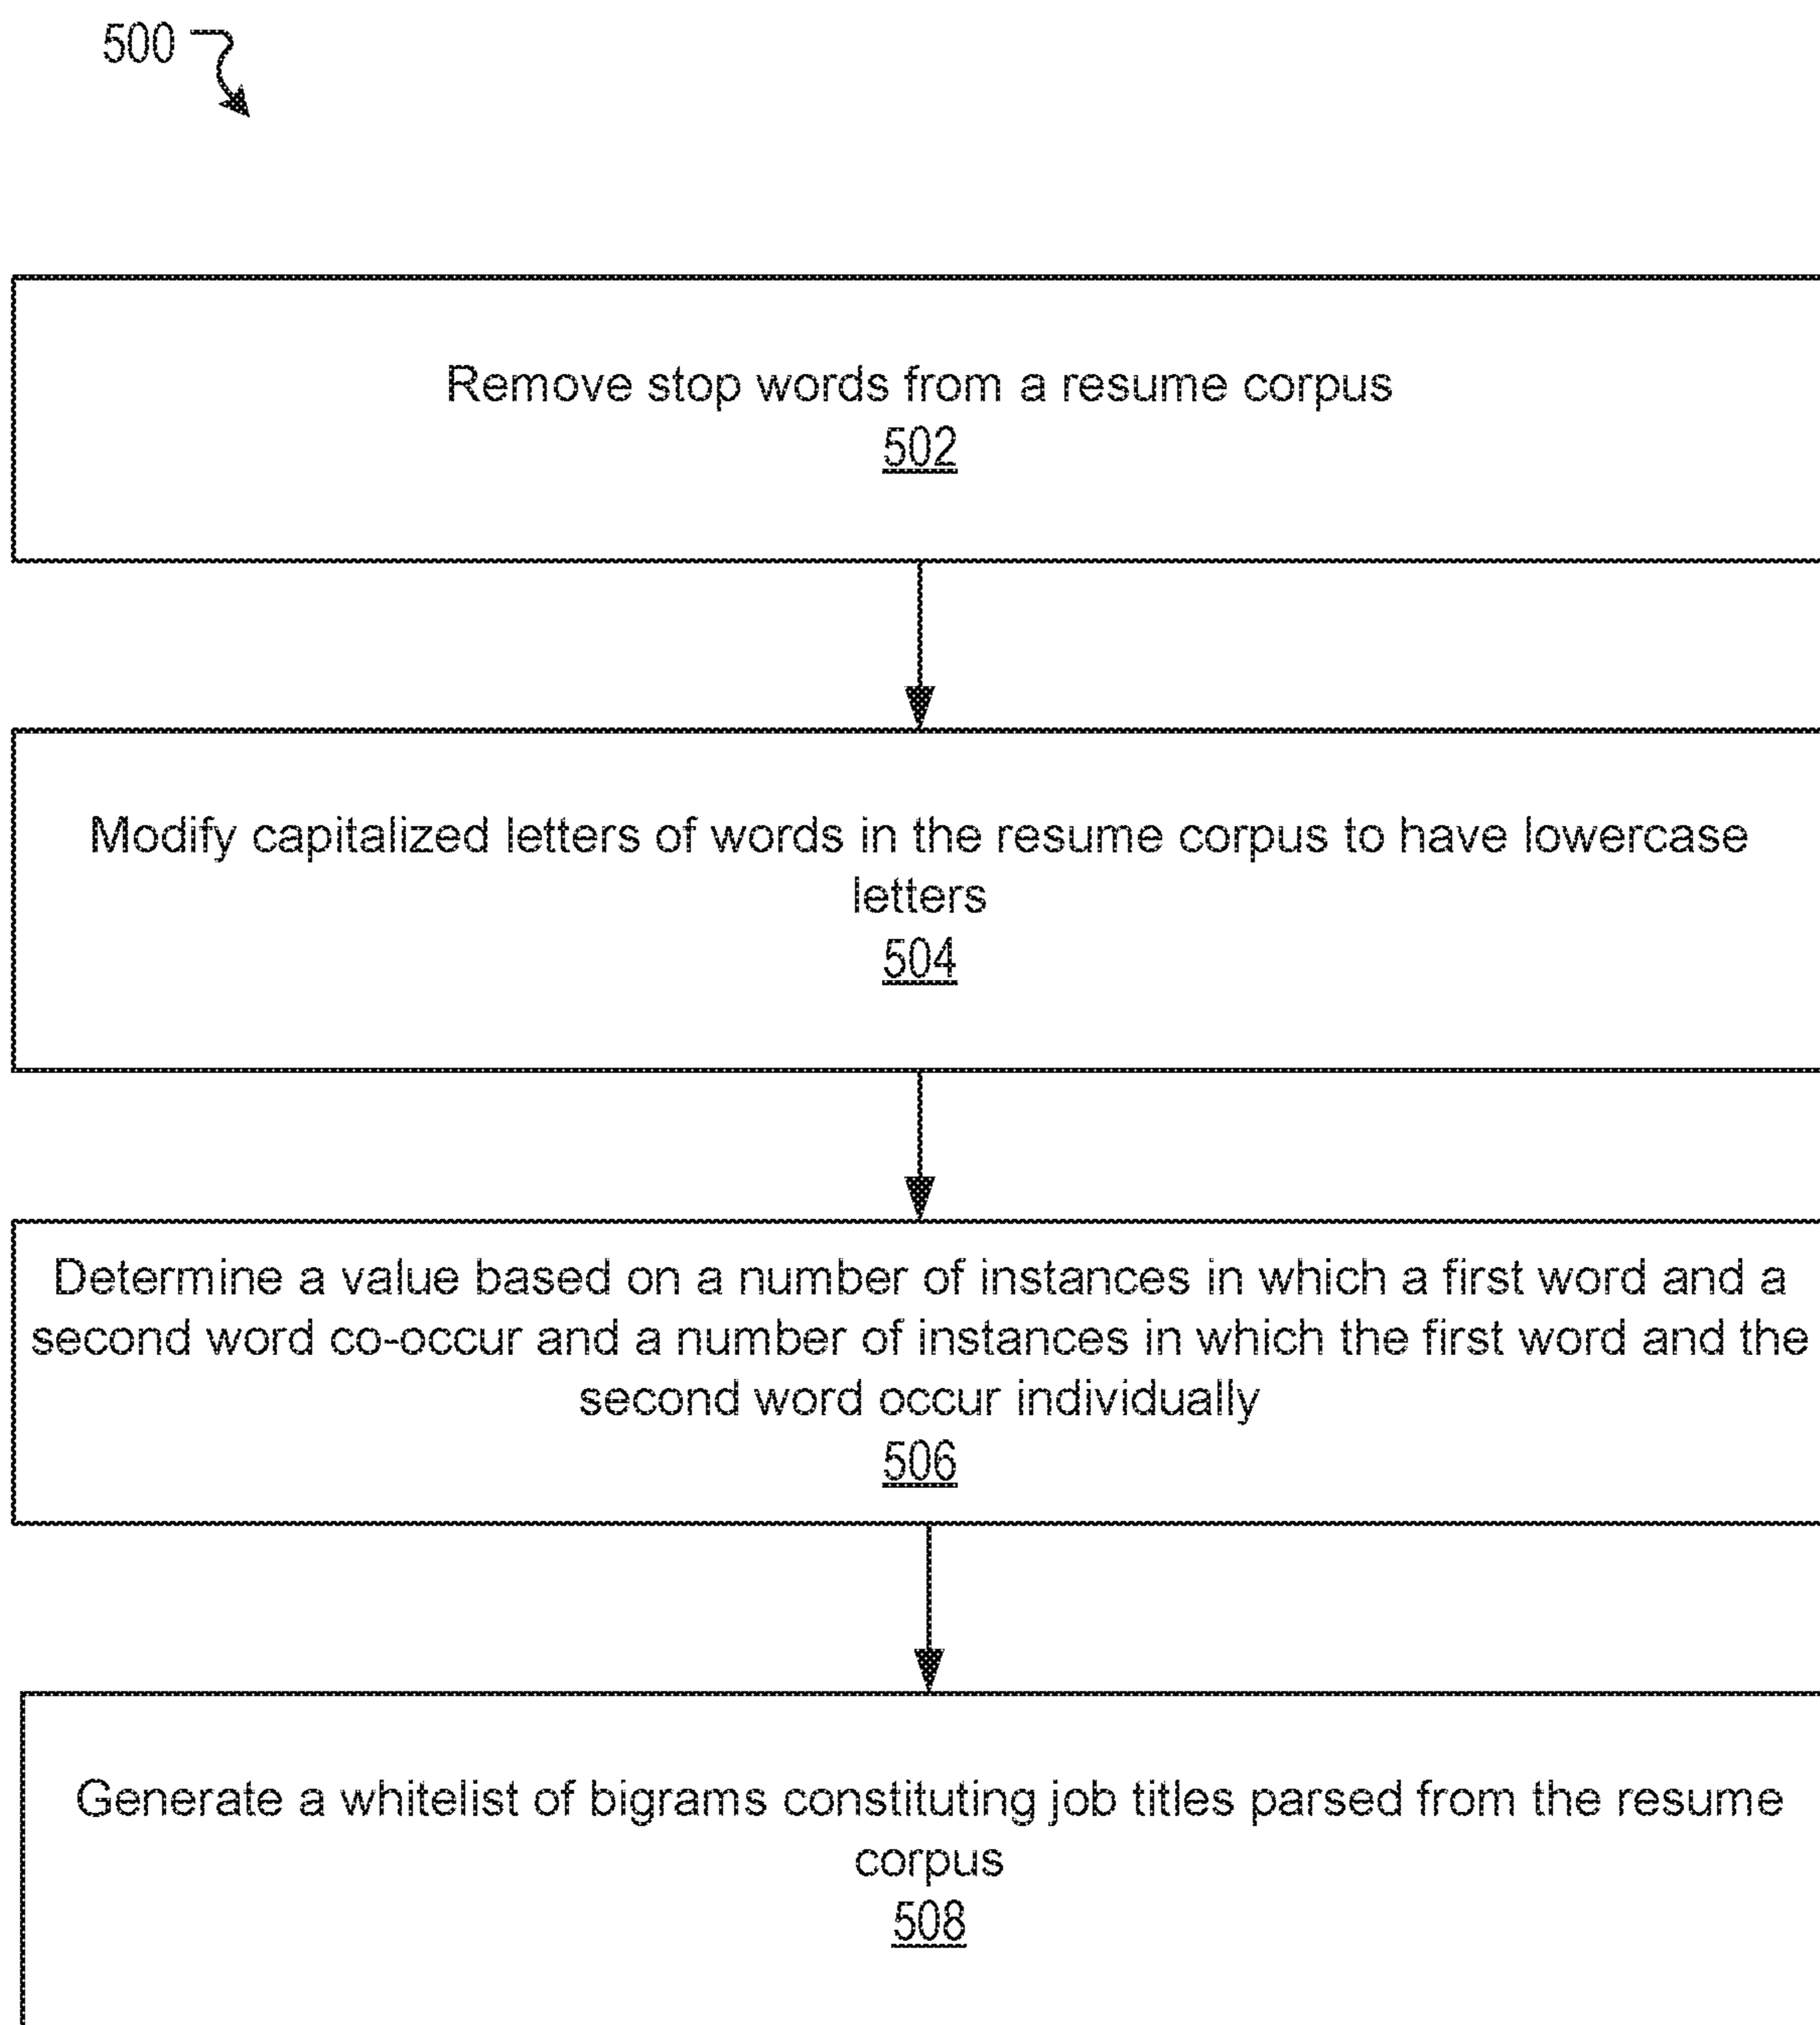 500
Remove stop words from a resume corpus
502
Modify capitalized letters of words in the resume corpus to have lowercase
letters
504
Determine a value based on a number of instances in which a first word and a
second word co-occur and a number of instances in which the first word and the
second word occur individually
506
Generate a whitelist of bigrams constituting job titles parsed from the resume
corpus
508